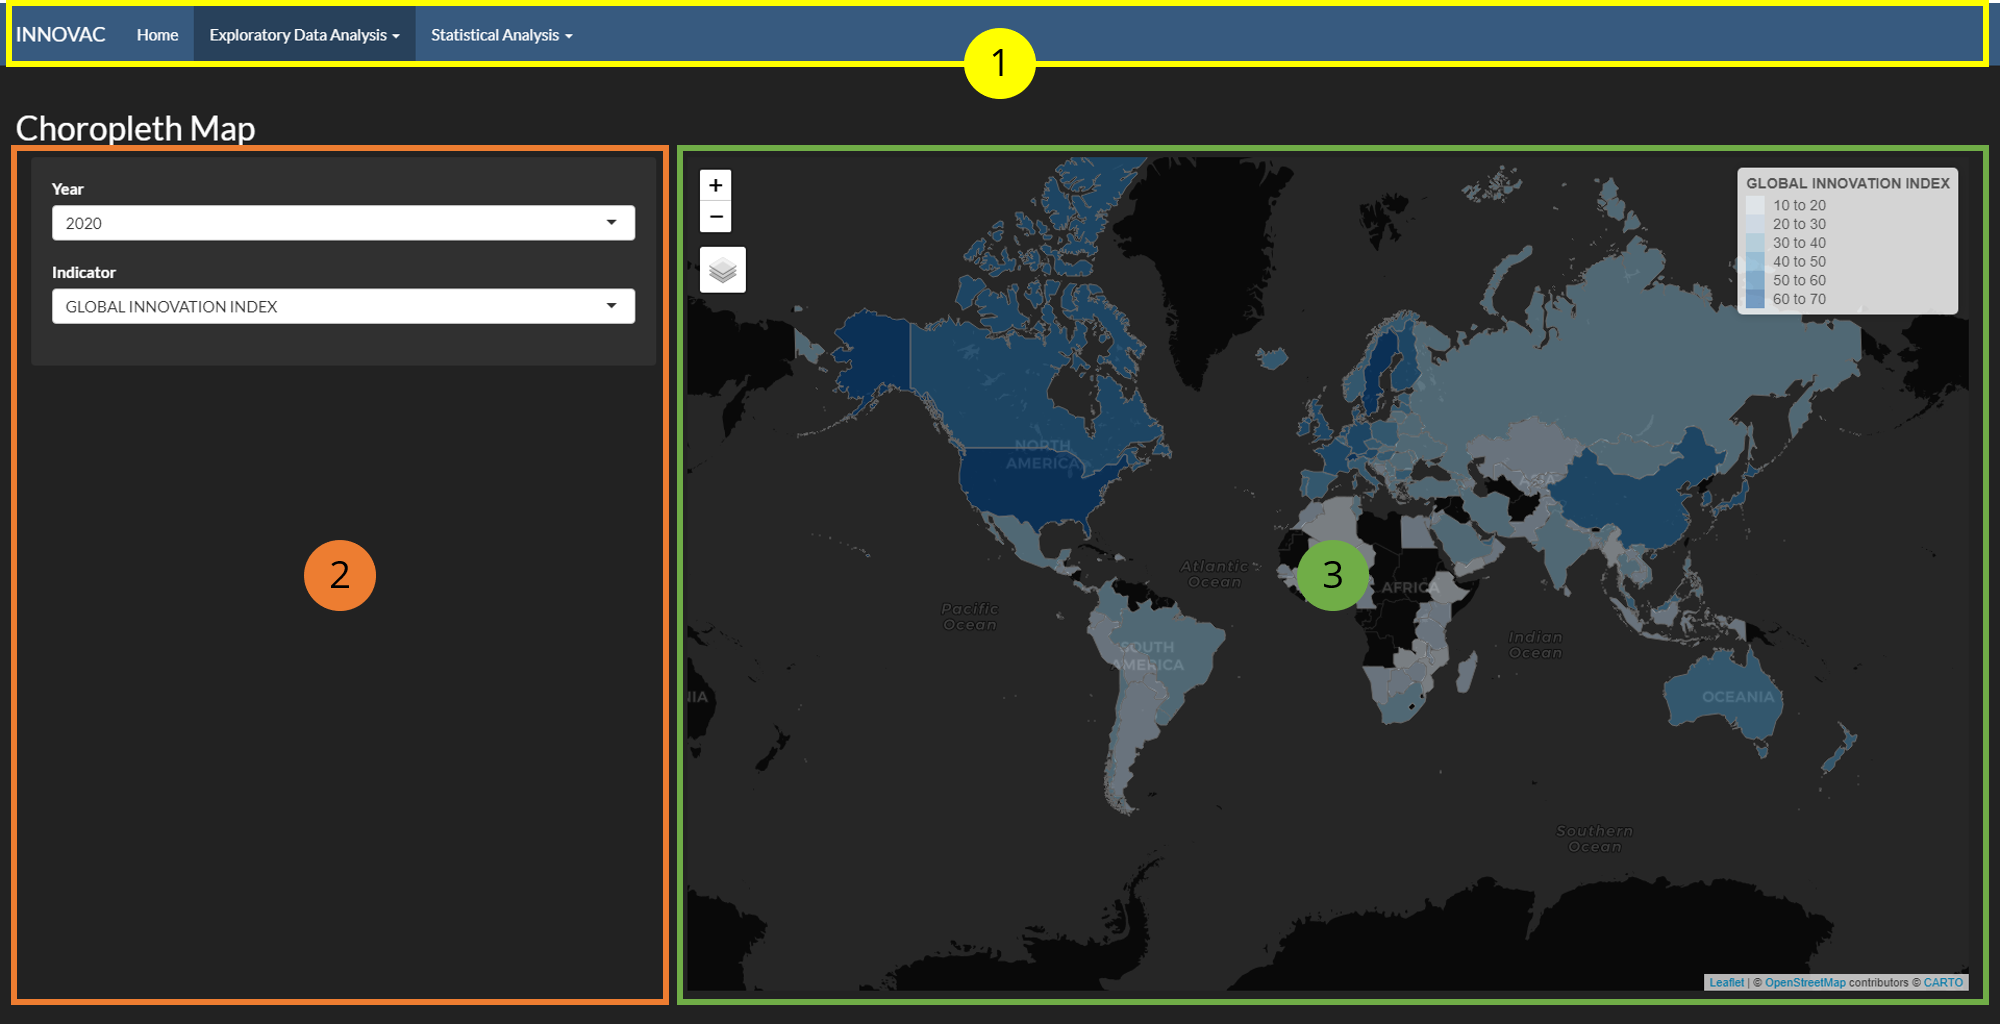 INNOVAC Home Exploratory Data Analysis Statistical Analysis
1
Choropleth Map
Year
2020
Indicator
GLOBAL INNOVATION INDEX
2
+
−
GLOBAL INNOVATION INDEX
10 to 20
20 to 30
30 to 40
40 to 50
50 to 60
60 to 70
NORTH
AMERICA
ASIA
Atlantic
Ocean
3
AFRICA
Pacific
Ocean
Indian
Ocean
SOUTH
AMERICA
NIA
OCEANIA
Southern
Ocean
Leaflet | © OpenStreetMap contributors © CARTO